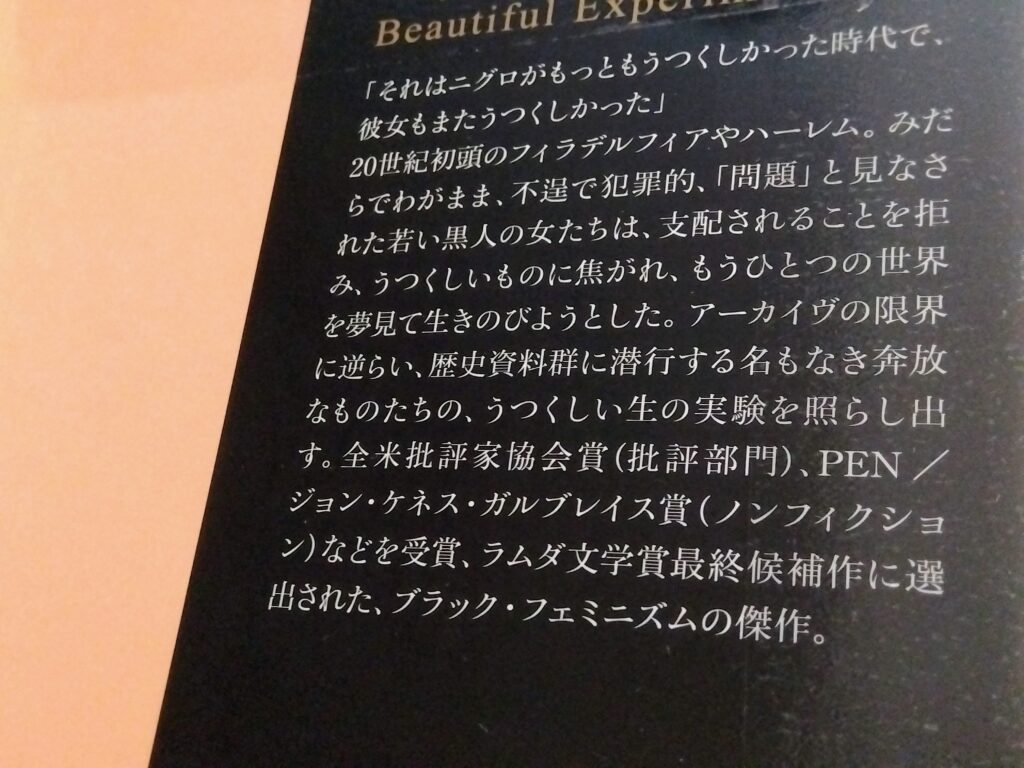 Beautiful
「それはニグロがもっともうつくしかった時代で、
彼女もまたうつくしかった」
20世紀初頭のフィラデルフィアやハーレム。みだ
らでわがまま、不逞で犯罪的、「問題」と見なさ
れた若い黒人の女たちは、支配されることを拒
み、うつくしいものに焦がれ、もうひとつの世界
を夢見て生きのびようとした。アーカイヴの限界
に逆らい、歴史資料群に潜行する名もなき奔放
なものたちの、うつくしい生の実験を照らし出
す。全米批評家協会賞(批評部門)、PEN/
ジョン・ケネス・ガルブレイス賞(ノンフィクショ
ン)などを受賞、ラムダ文学賞最終候補作に選
出された、ブラック・フェミニズムの傑作。